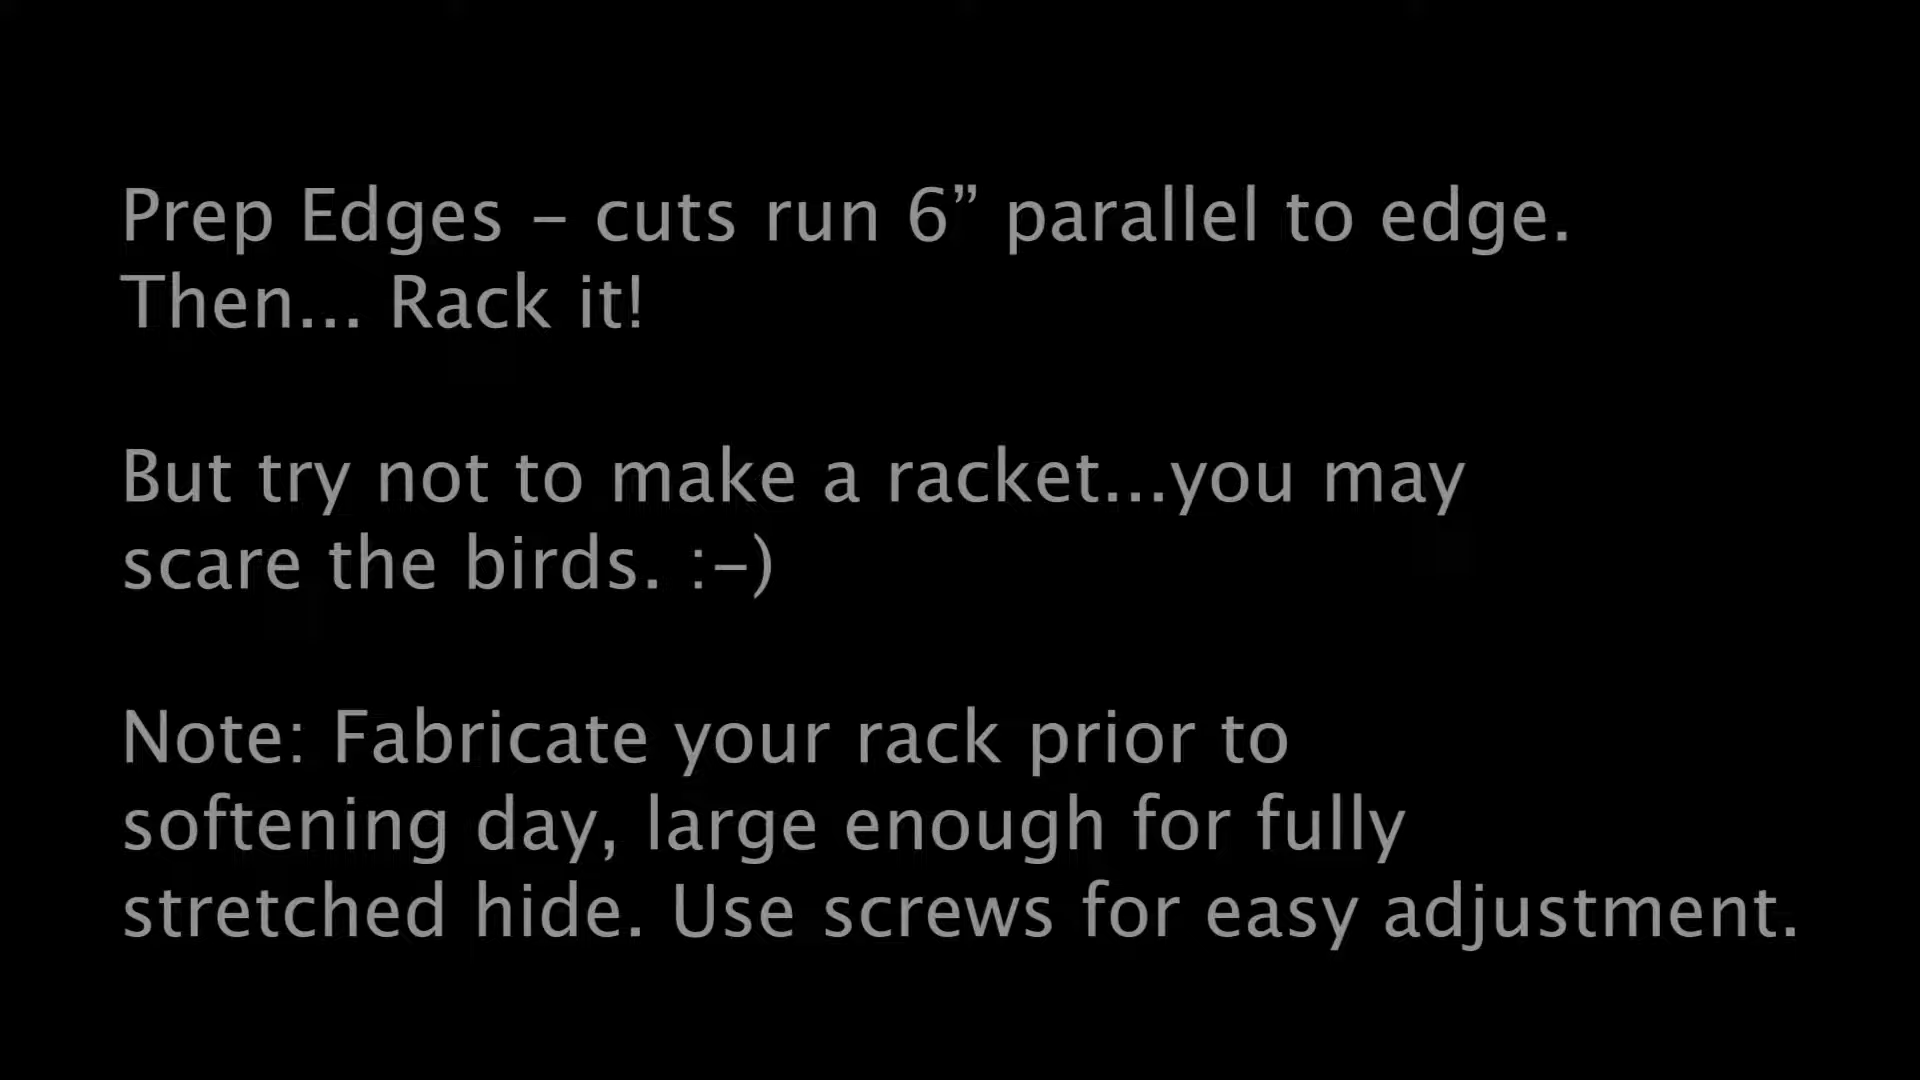 Prep Edges – cuts run 6” parallel to edge.
Then... Rack it!
But try not to make a racket...you may
scare the birds. :–)
Note: Fabricate your rack prior to
softening day, large enough for fully
stretched hide. Use screws for easy adjustment.